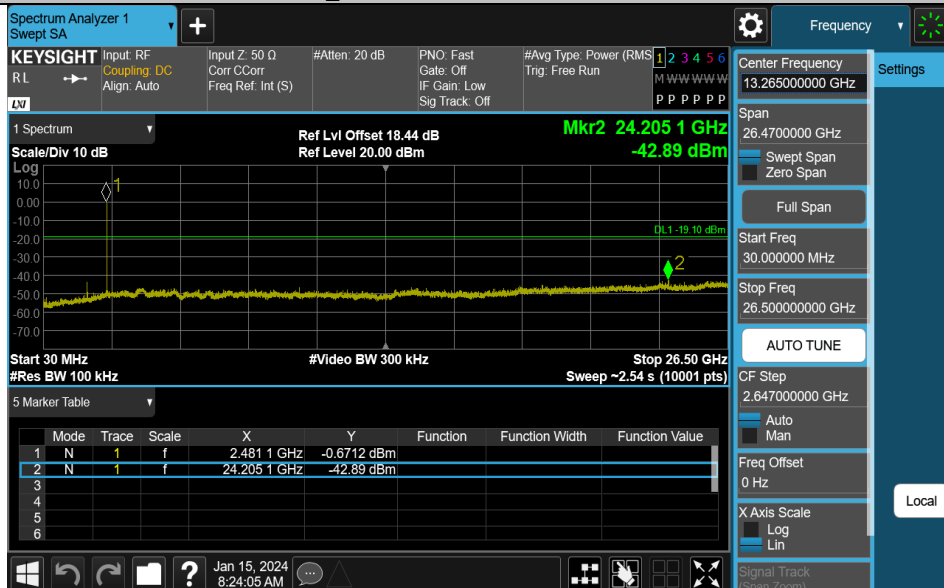 Spectrum Analyzer 1
Swept SA
+
Frequency
KEYSIGHT
RL
LXI
Input: RF
Coupling: DC
Align: Auto
Input Z: 50 Ω
Corr CCorr
Freq Ref: Int (S)
#Atten: 20 dB
PNO: Fast
Gate: Off
IF Gain: Low
Sig Track: Off
#Avg Type: Power (RMS
Trig: Free Run
1 2 3 4 5 6
M W W W W W
P P P P P P
1 Spectrum
Scale/Div 10 dB
Ref Lvl Offset 18.44 dB
Ref Level 20.00 dBm
Mkr2 24.205 1 GHz
-42.89 dBm
Log
10.0
0.00
-10.0
-20.0
-30.0
-40.0
-50.0
-60.0
-70.0
1
DL1 -19.10 dBm
2
Start 30 MHz
#Video BW 300 kHz
Stop 26.50 GHz
#Res BW 100 kHz
Sweep ~2.54 s (10001 pts)
5 Marker Table
Mode Trace Scale X Y Function Function Width Function Value
1 N 1 f 2.481 1 GHz -0.6712 dBm
2 N 1 f 24.205 1 GHz -42.89 dBm
3
4
5
6
Center Frequency
13.265000000 GHz
Span
26.4700000 GHz
Swept Span
Zero Span
Full Span
Start Freq
30.000000 MHz
Stop Freq
26.500000000 GHz
AUTO TUNE
CF Step
2.647000000 GHz
Auto
Man
Freq Offset
0 Hz
X Axis Scale
Log
Lin
Signal Track
(Span Zoom)
Settings
Local
?
Jan 15, 2024
8:24:05 AM